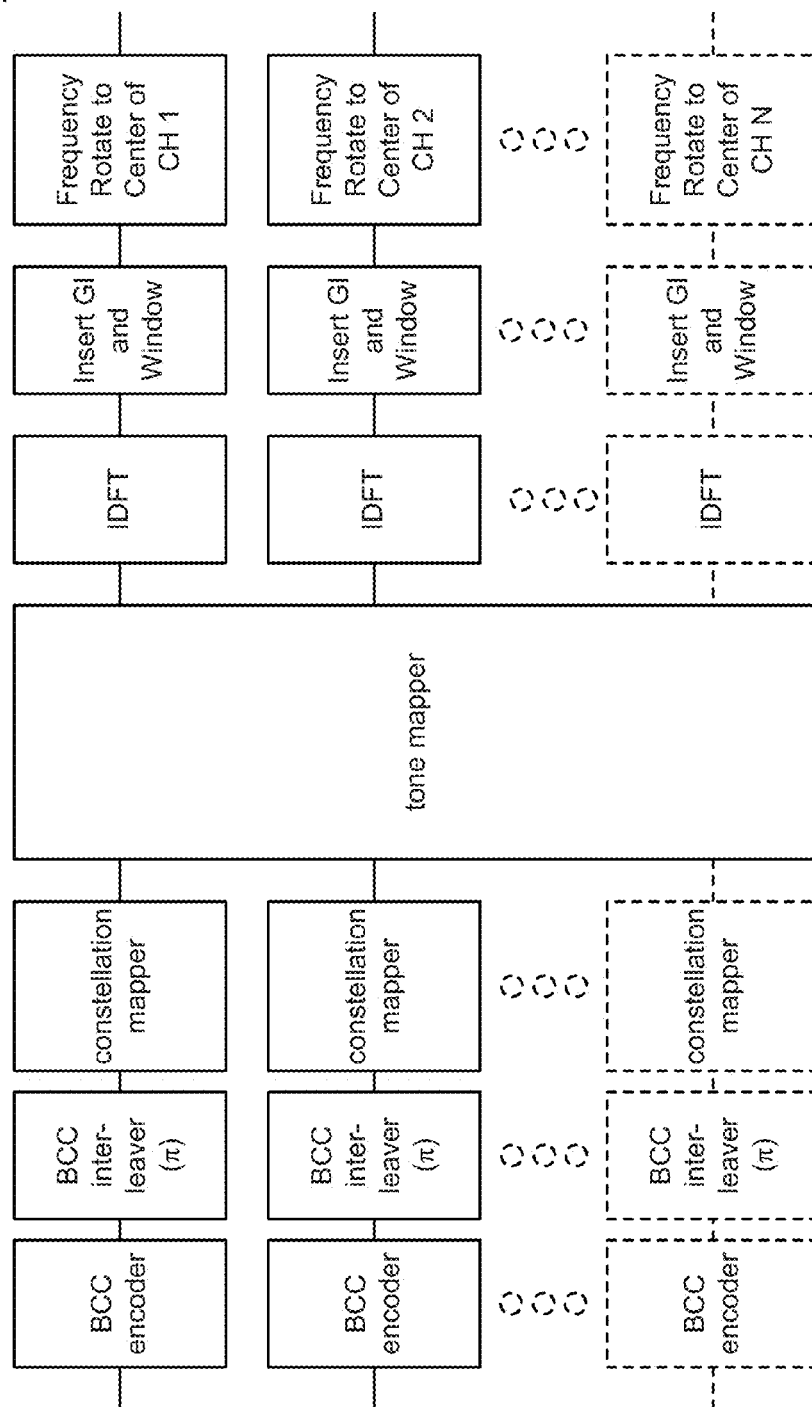 BCC
encoder
BCC
inter-
leaver
(π)
constellation
mapper
tone mapper
IDFT
Insert GI
and
Window
Frequency
Rotate to
Center of
CH 1
BCC
encoder
BCC
inter-
leaver
(π)
constellation
mapper
IDFT
Insert GI
and
Window
Frequency
Rotate to
Center of
CH 2
BCC
encoder
BCC
inter-
leaver
(π)
constellation
mapper
IDFT
Insert GI
and
Window
Frequency
Rotate to
Center of
CH N